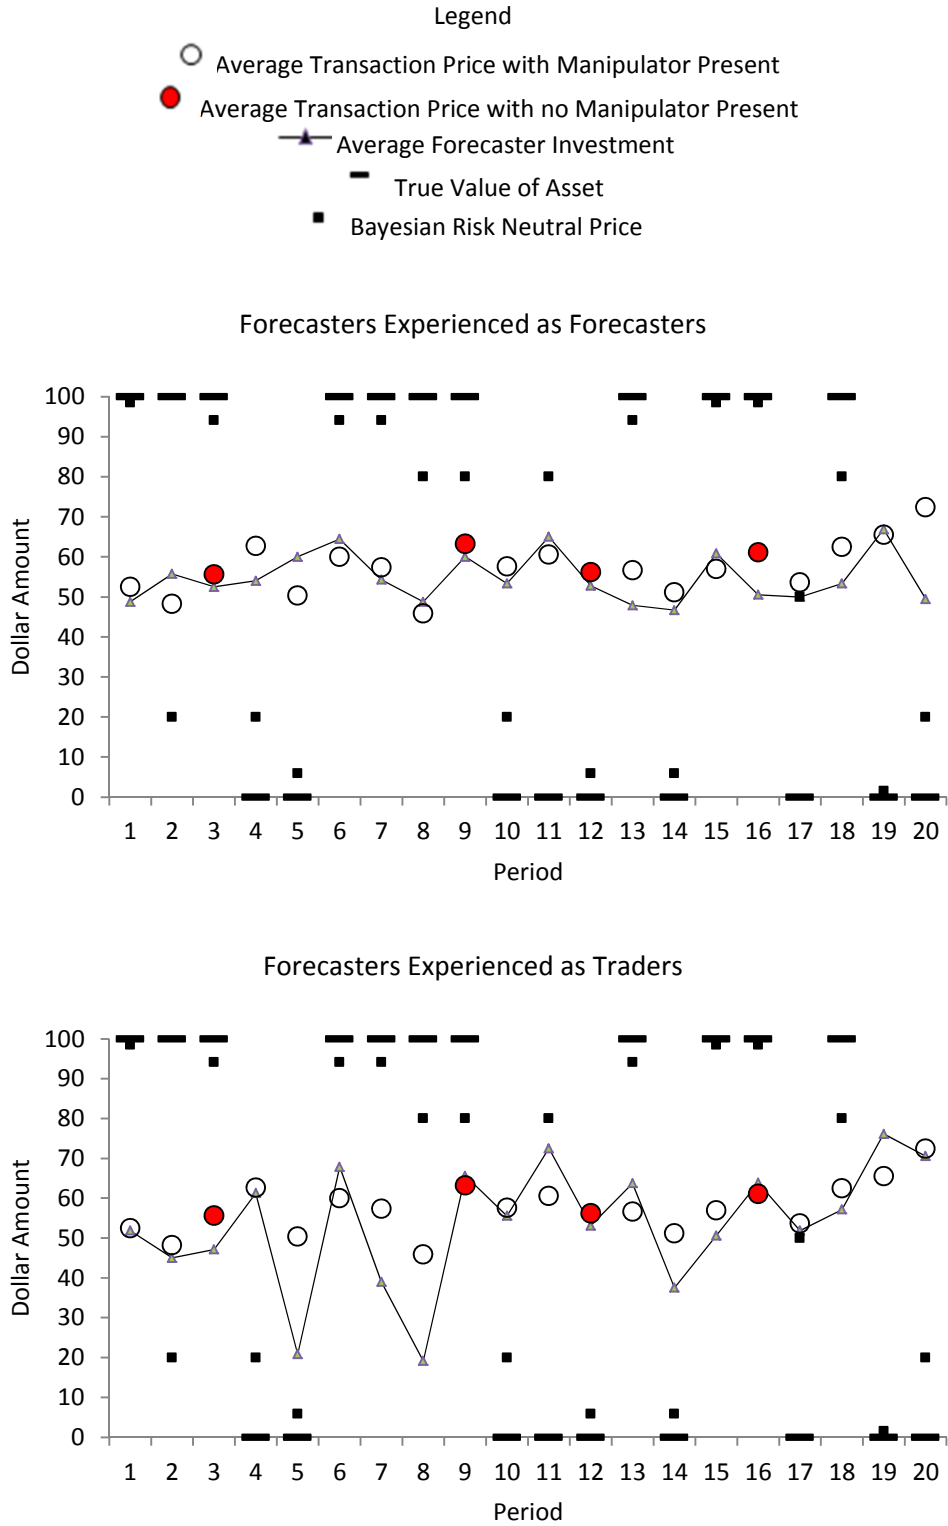 Legend
Average Transaction Price with Manipulator Present
Average Transaction Price with no Manipulator Present
Average Forecaster Investment
True Value of Asset
Bayesian Risk Neutral Price
Forecasters Experienced as Forecasters
100
90
80
70
60
50
40
30
20
10
0
Dollar Amount
1 2 3 4 5 6 7 8 9 10 11 12 13 14 15 16 17 18 19 20
Period
Forecasters Experienced as Traders
100
90
80
70
60
50
40
30
20
10
0
Dollar Amount
1 2 3 4 5 6 7 8 9 10 11 12 13 14 15 16 17 18 19 20
Period